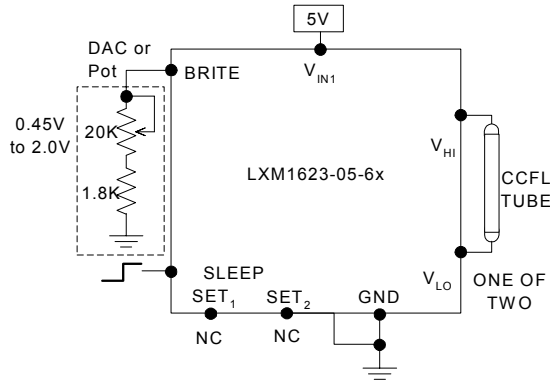 5V
DAC or
Pot
BRITE
V_IN1
0.45V
to 2.0V
20K
V_HI
LXM1623-05-6x
CCFL
TUBE
1.8K
SLEEP
V_LO
ONE OF
TWO
SET_1
SET_2
GND
NC
NC